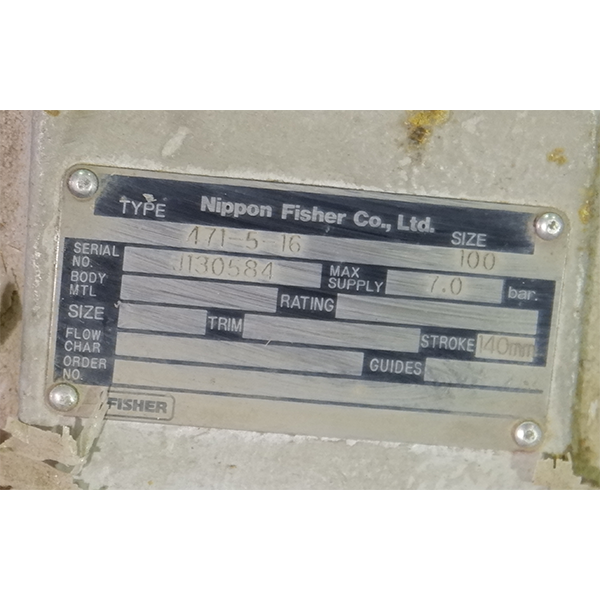 Nippon Fisher Co., Ltd.
TYPE 471-5-16 SIZE 100
SERIAL NO. J130584 MAX SUPPLY 7.0 bar.
BODY MTL RATING
SIZE TRIM STROKE 140mm
FLOW CHAR GUIDES
ORDER NO.
FISHER